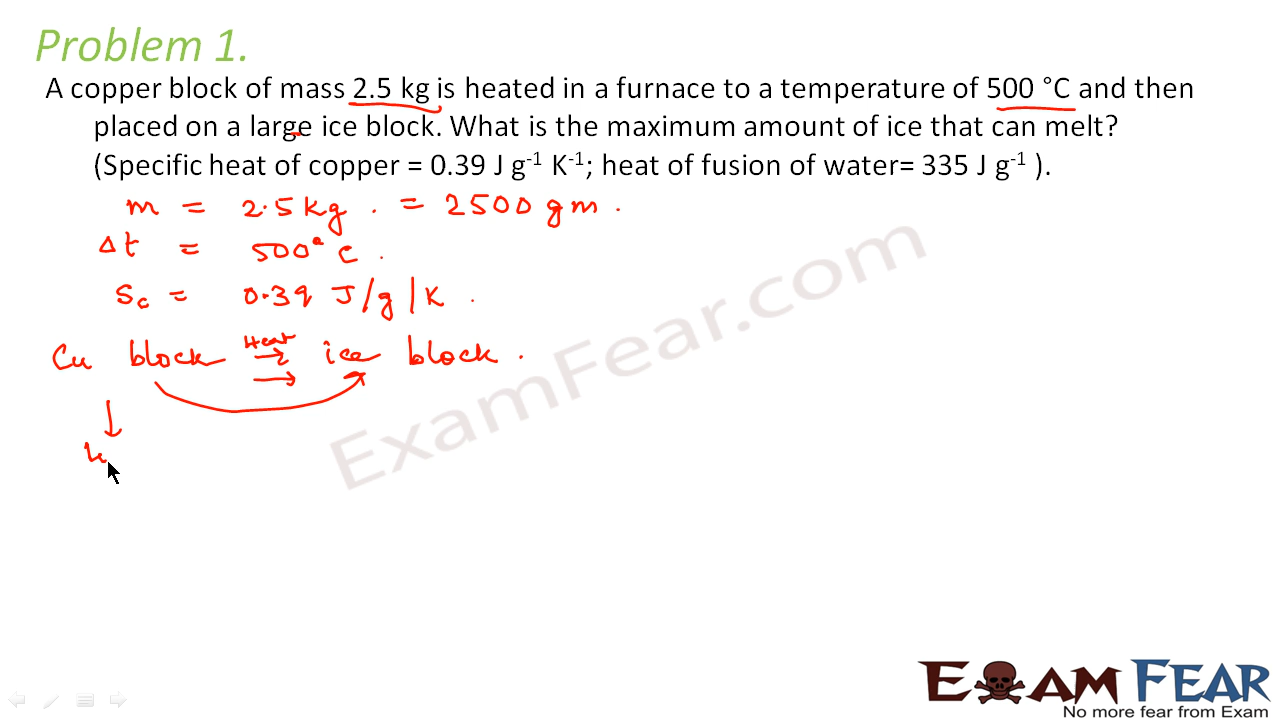 Problem 1.
A copper block of mass 2.5 kg is heated in a furnace to a temperature of 500 °C and then
placed on a large ice block. What is the maximum amount of ice that can melt?
(Specific heat of copper = 0.39 J g-1 K-1; heat of fusion of water= 335 J g-1 ).
m = 2.5 kg . = 2500 gm .
Δt = 500° C .
Sc = 0.39 J/g/K .
Heat
Cu block → ice block .
ExamFear.com
EXAM FEAR
No more fear from Exam